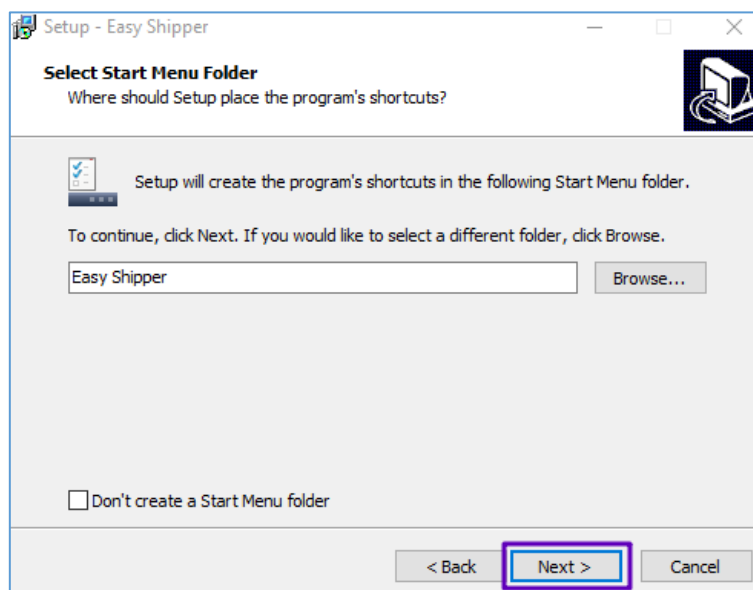 Setup - Easy Shipper
Select Start Menu Folder
Where should Setup place the program's shortcuts?
Setup will create the program's shortcuts in the following Start Menu folder.
To continue, click Next. If you would like to select a different folder, click Browse.
Easy Shipper
Browse...
Don't create a Start Menu folder
< Back
Next >
Cancel